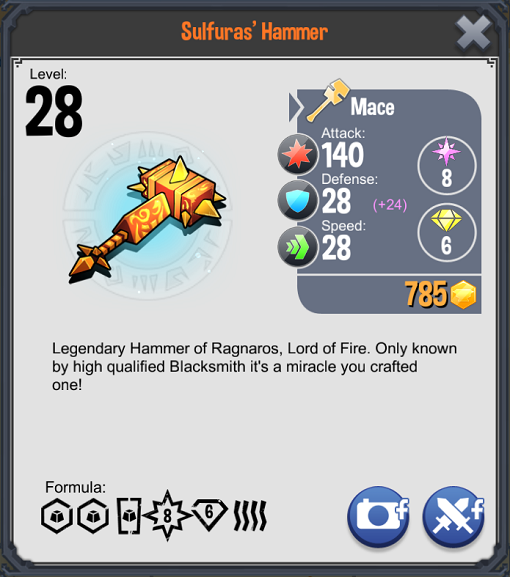 Sulfuras' Hammer
Level:
28
Mace
Attack:
140
8
Defense:
28 (+24)
Speed:
28
6
785
Legendary Hammer of Ragnaros, Lord of Fire. Only known
by high qualified Blacksmith it's a miracle you crafted
one!
Formula:
8 6
f f